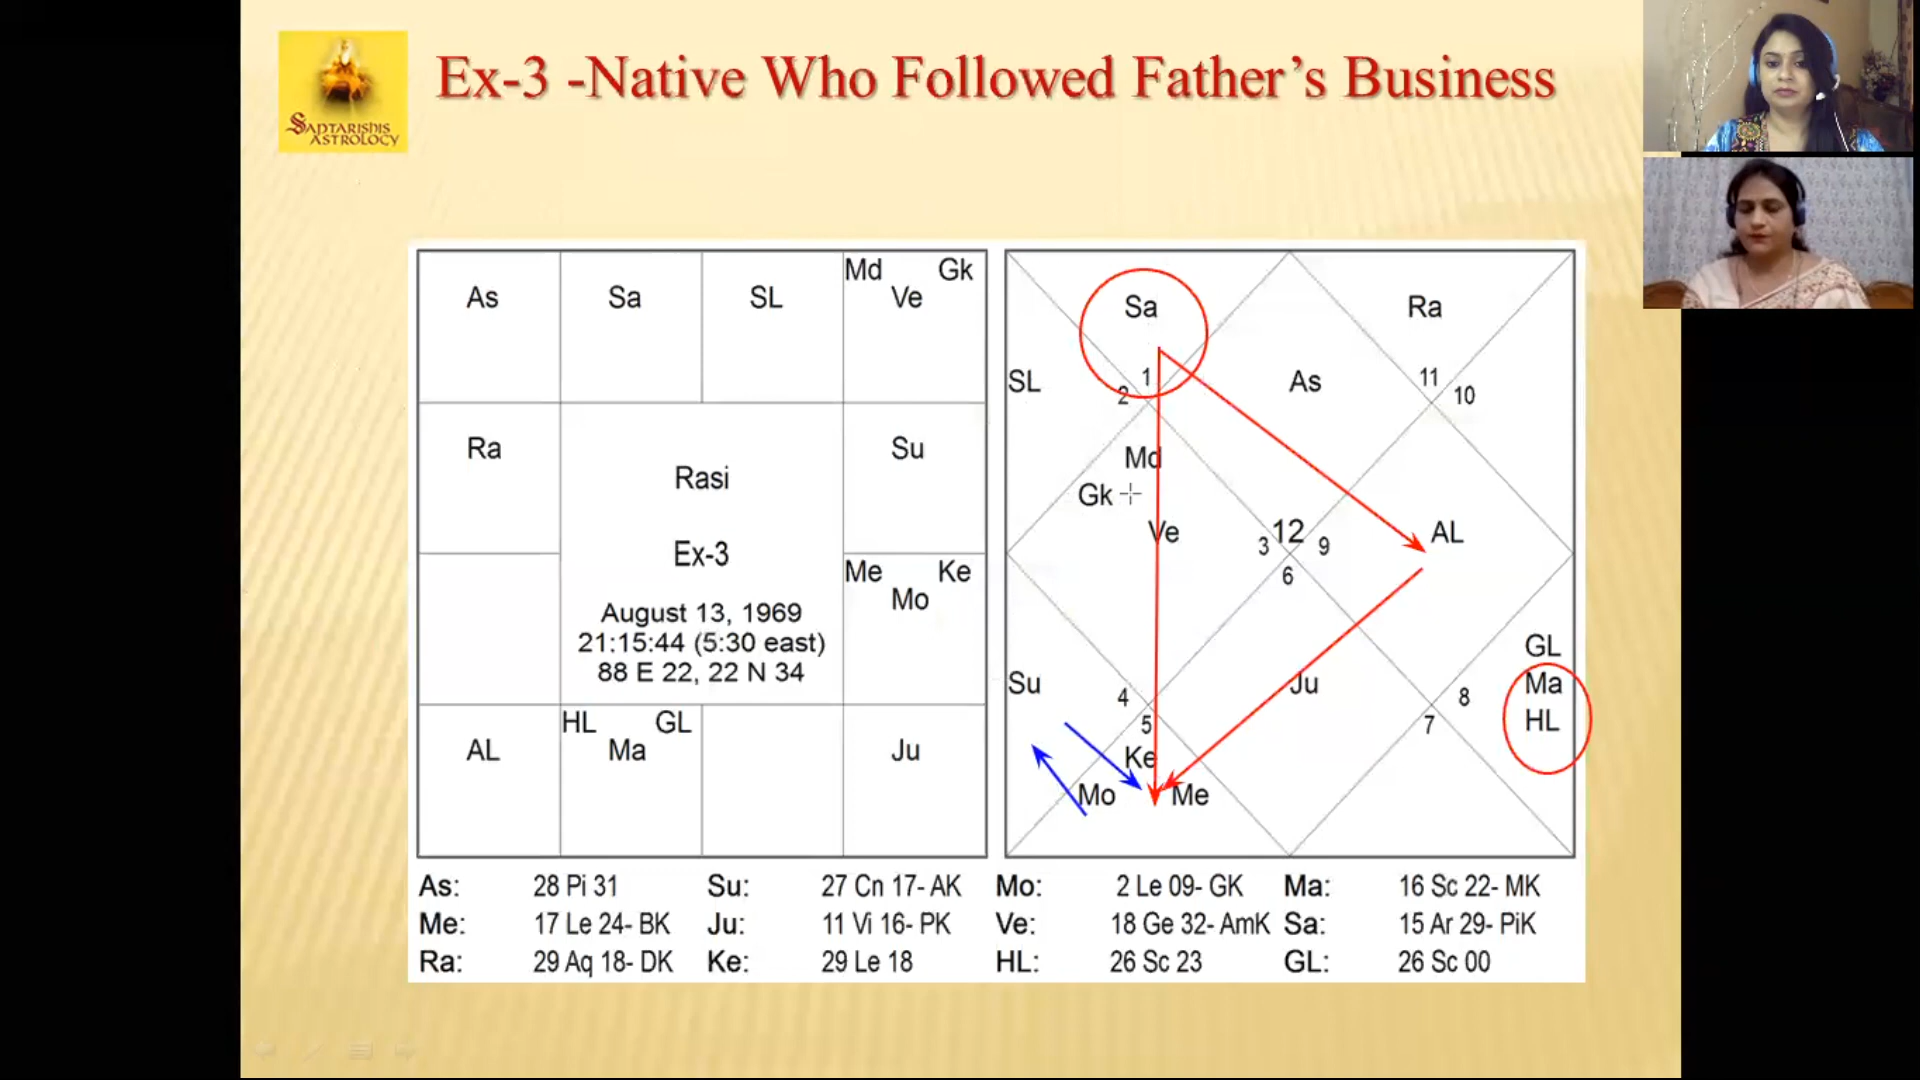 SAPTARISHIS
ASTROLOGY
Ex-3 -Native Who Followed Father’s Business
As
Sa
SL
Md Gk
Ve
Ra
Su
Rasi
Ex-3
August 13, 1969
21:15:44 (5:30 east)
88 E 22, 22 N 34
Me Ke
Mo
AL
HL GL
Ma
Ju
Sa
Ra
SL
1
2
As
11
10
Md
Gk
Ve
12
3
9
6
AL
GL
Ma
HL
Su
4
5
Ju
8
7
Ke
Mo
Me
As: 28 Pi 31 Su: 27 Cn 17- AK Mo: 2 Le 09- GK Ma: 16 Sc 22- MK
Me: 17 Le 24- BK Ju: 11 Vi 16- PK Ve: 18 Ge 32- AmK Sa: 15 Ar 29- PiK
Ra: 29 Aq 18- DK Ke: 29 Le 18 HL: 26 Sc 23 GL: 26 Sc 00